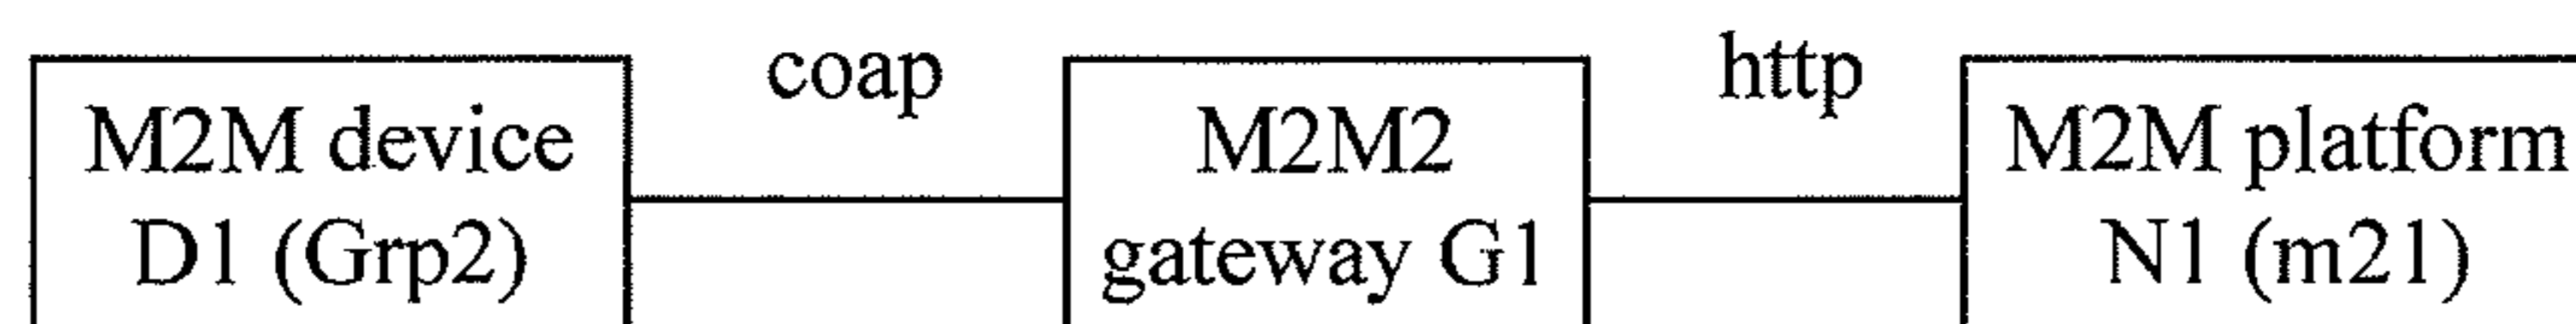 coap
http
M2M device
D1 (Grp2)
M2M2
gateway G1
M2M platform
N1 (m21)